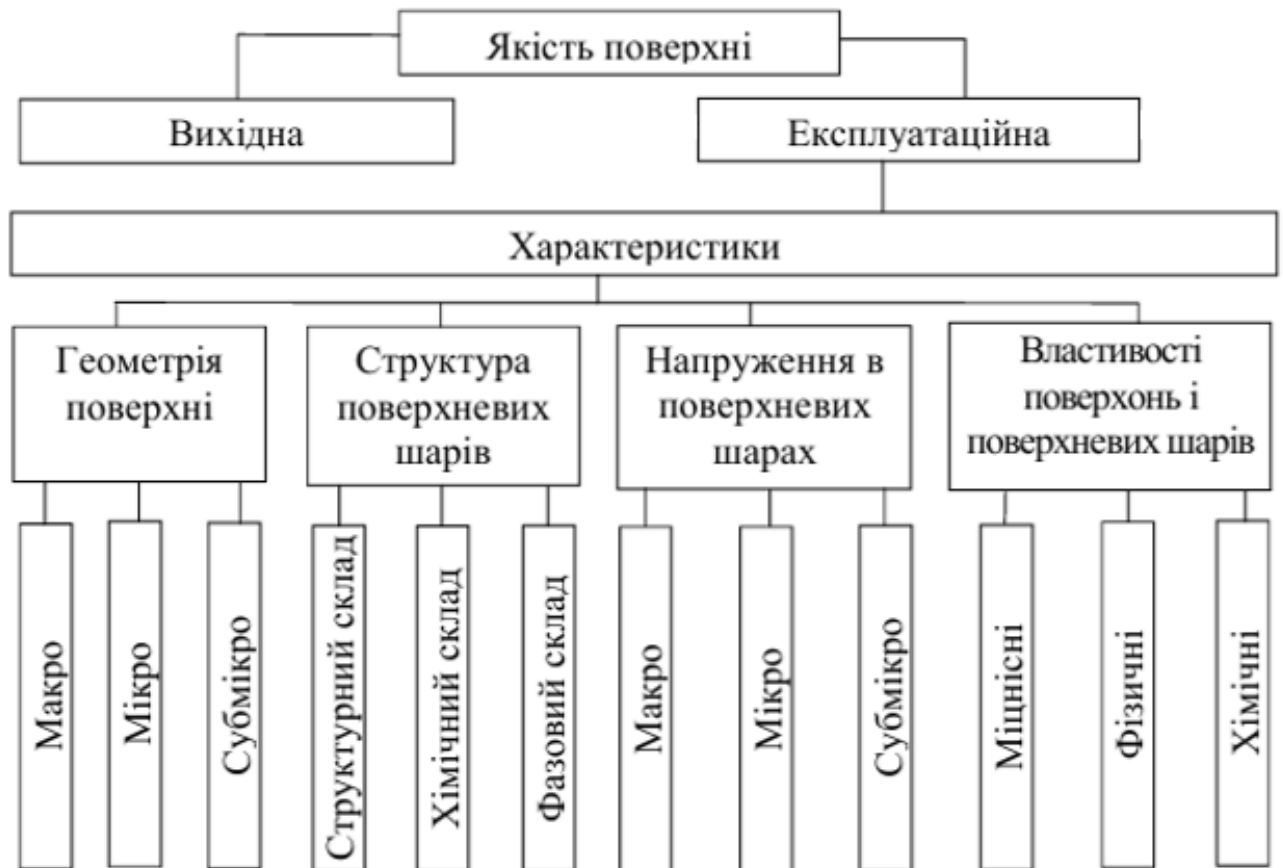 Якість поверхні
Вихідна
Експлуатаційна
Характеристики
Геометрія
поверхні
Структура
поверхневих
шарів
Напруження в
поверхневих
шарах
Властивості
поверхонь і
поверхневих шарів
Макро
Мікро
Субмікро
Структурний склад
Хімічний склад
Фазовий склад
Макро
Мікро
Субмікро
Міцнісні
Фізичні
Хімічні